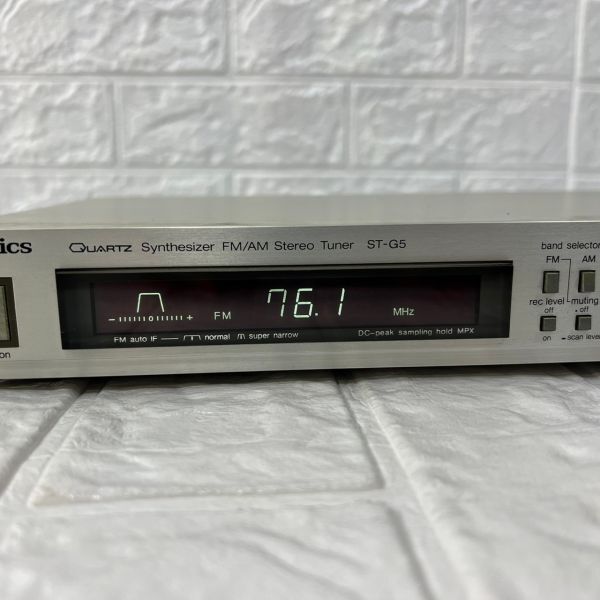 ics QUARTZ Synthesizer FM/AM Stereo Tuner ST-G5
band selector
FM AM
- + FM 76.1 MHz
rec level muting
off off
FM auto IF normal super narrow DC-peak sampling hold MPX
on on scan level